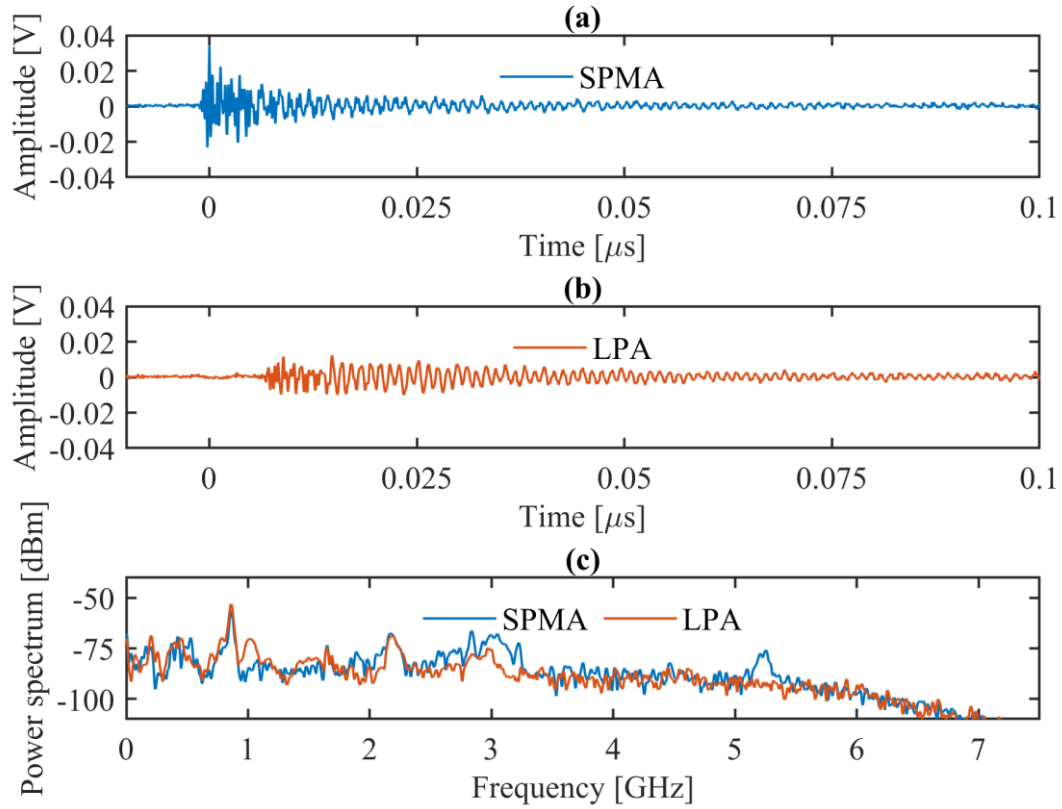 (a)
Amplitude [V]
0.04
0.02
0
-0.02
-0.04
SPMA
0 0.025 0.05 0.075 0.1
Time [μs]
(b)
Amplitude [V]
0.04
0.02
0
-0.02
-0.04
LPA
0 0.025 0.05 0.075 0.1
Time [μs]
(c)
Power spectrum [dBm]
-50
-75
-100
SPMA LPA
0 1 2 3 4 5 6 7
Frequency [GHz]